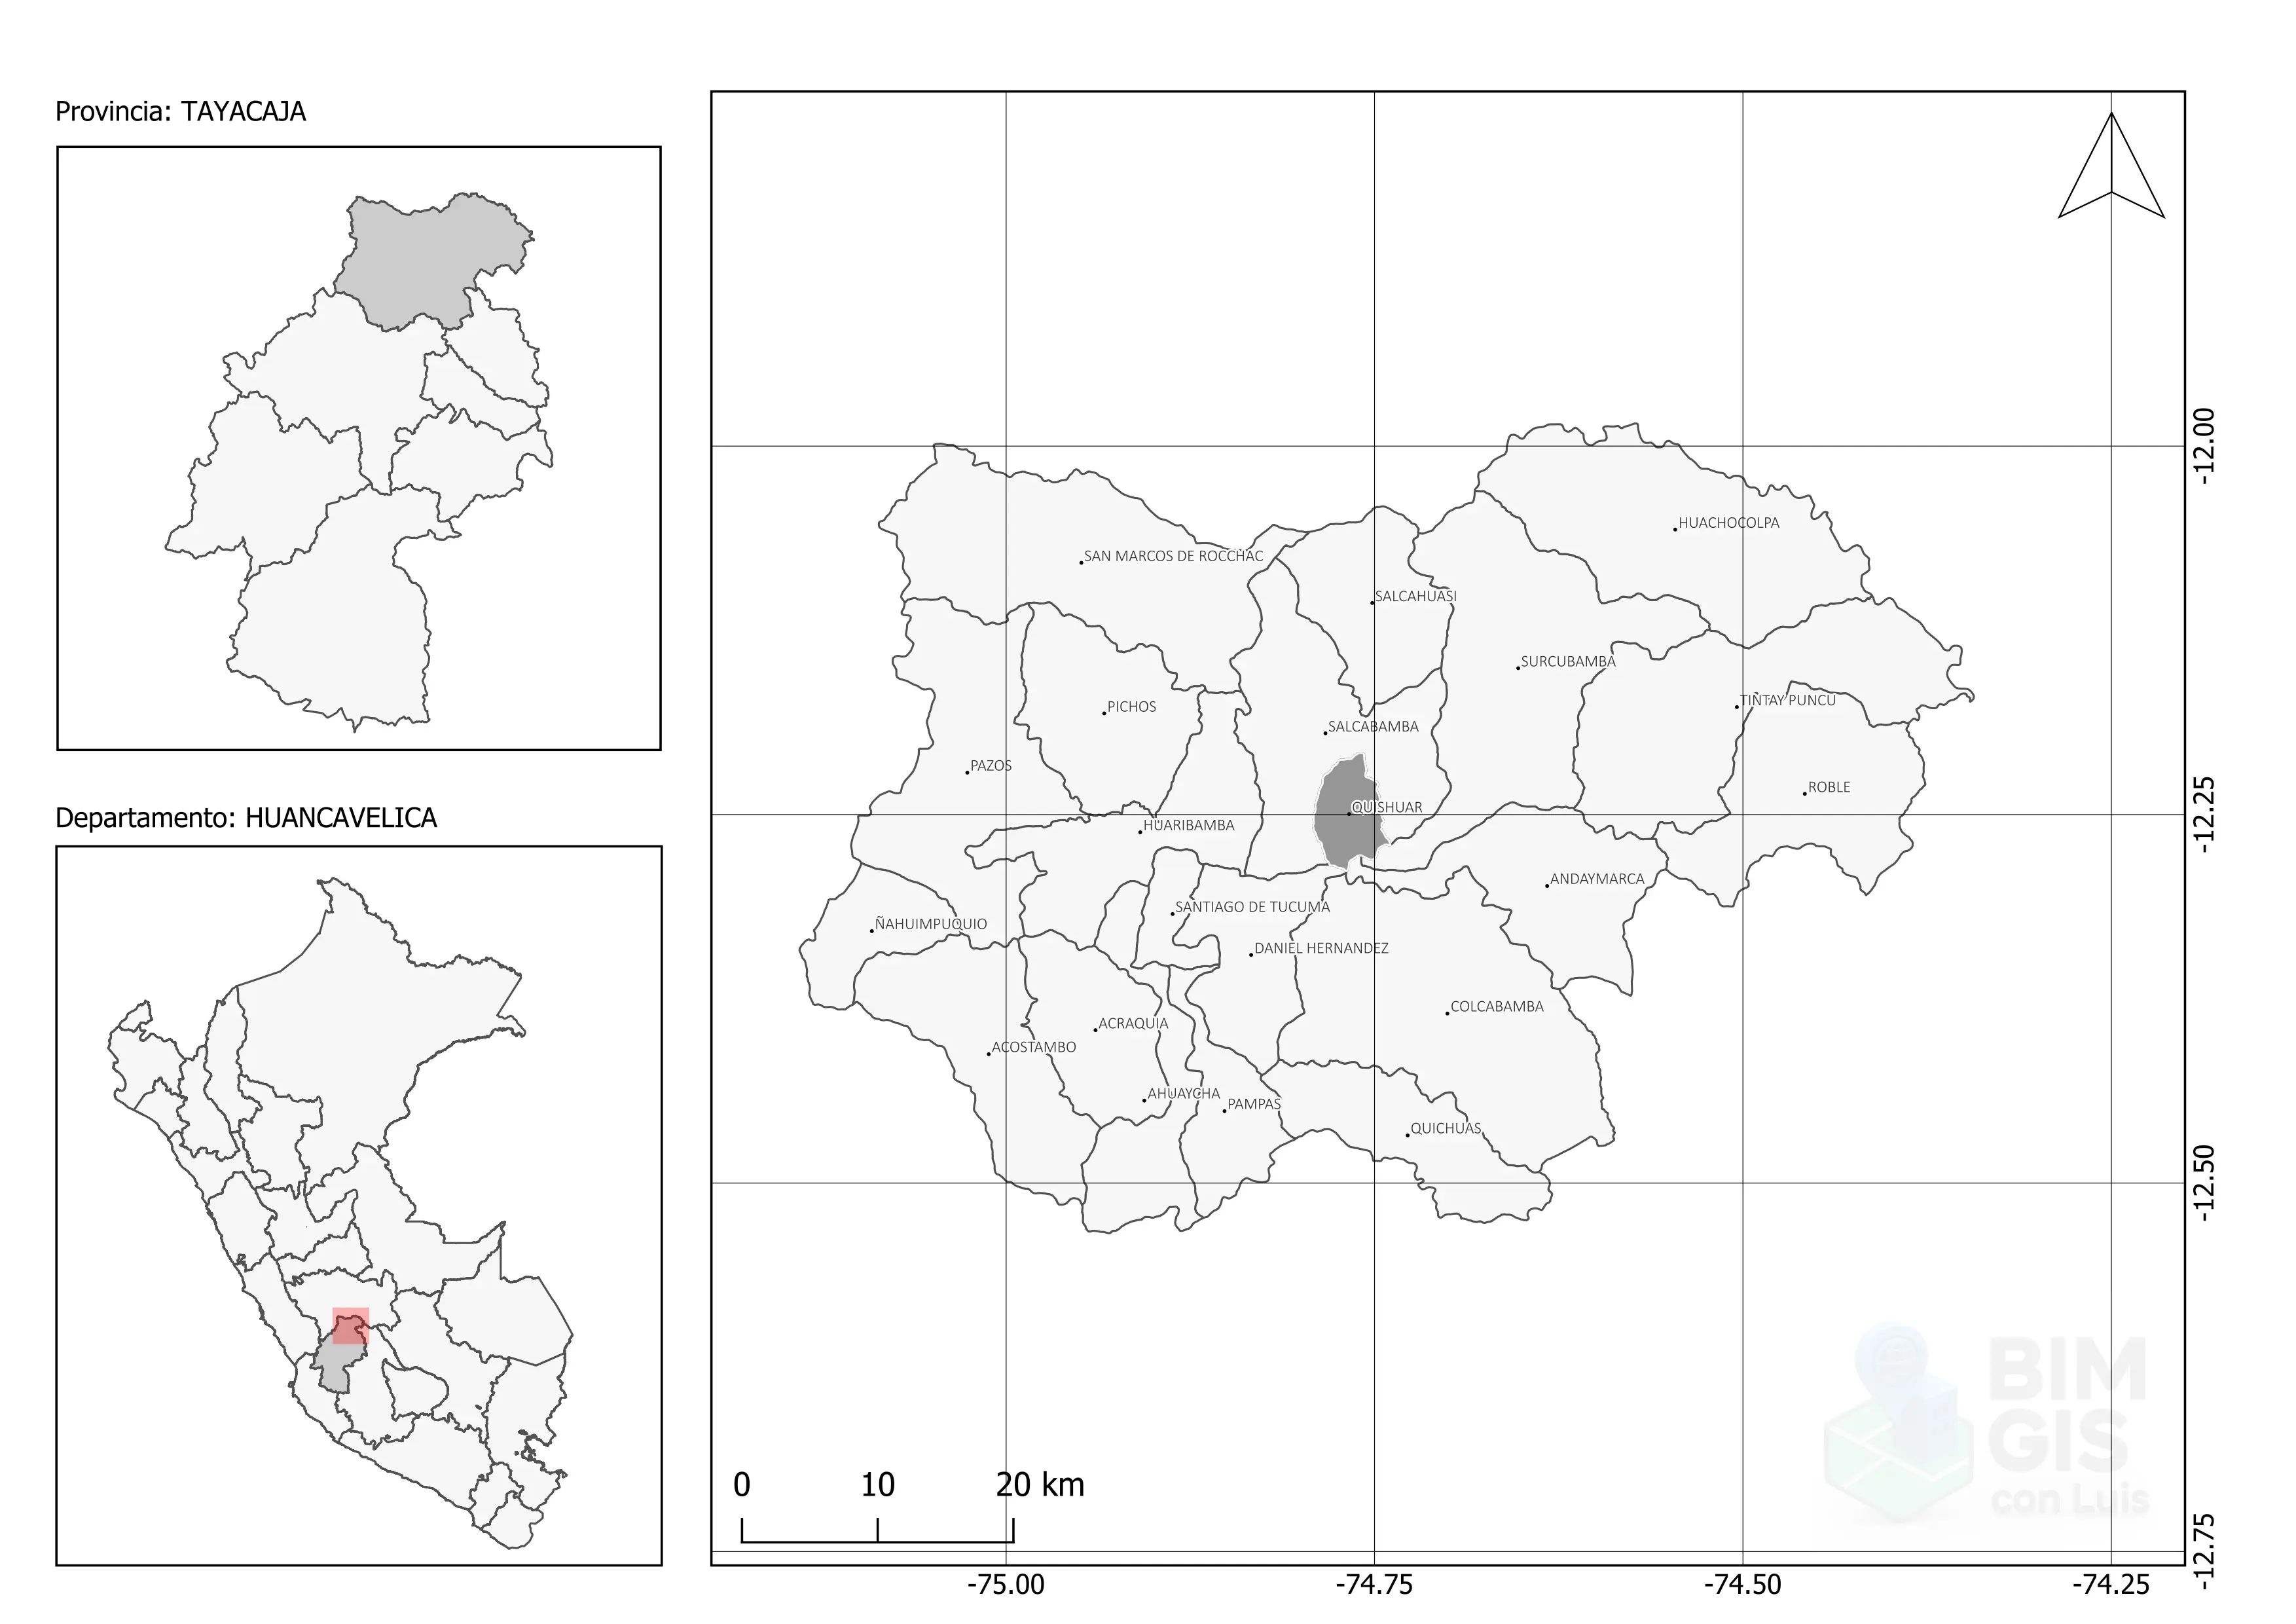 Provincia: TAYACAJA
Departamento: HUANCAVELICA
HUACHOCOLPA
SAN MARCOS DE ROCCHAC
SALCAHUASI
SURCUBAMBA
TINTAY PUNCU
PICHOS
SALCABAMBA
PAZOS
ROBLE
QUISHUAR
HUARIBAMBA
ANDAYMARCA
SANTIAGO DE TUCUMA
ÑAHUIMPUQUIO
DANIEL HERNANDEZ
COLCABAMBA
ACRAQUIA
ACOSTAMBO
AHUAYCHA
PAMPAS
QUICHUAS
-12.00
-12.25
-12.50
-12.75
BIM
GIS
con Luis
0 10 20 km
-75.00 -74.75 -74.50 -74.25